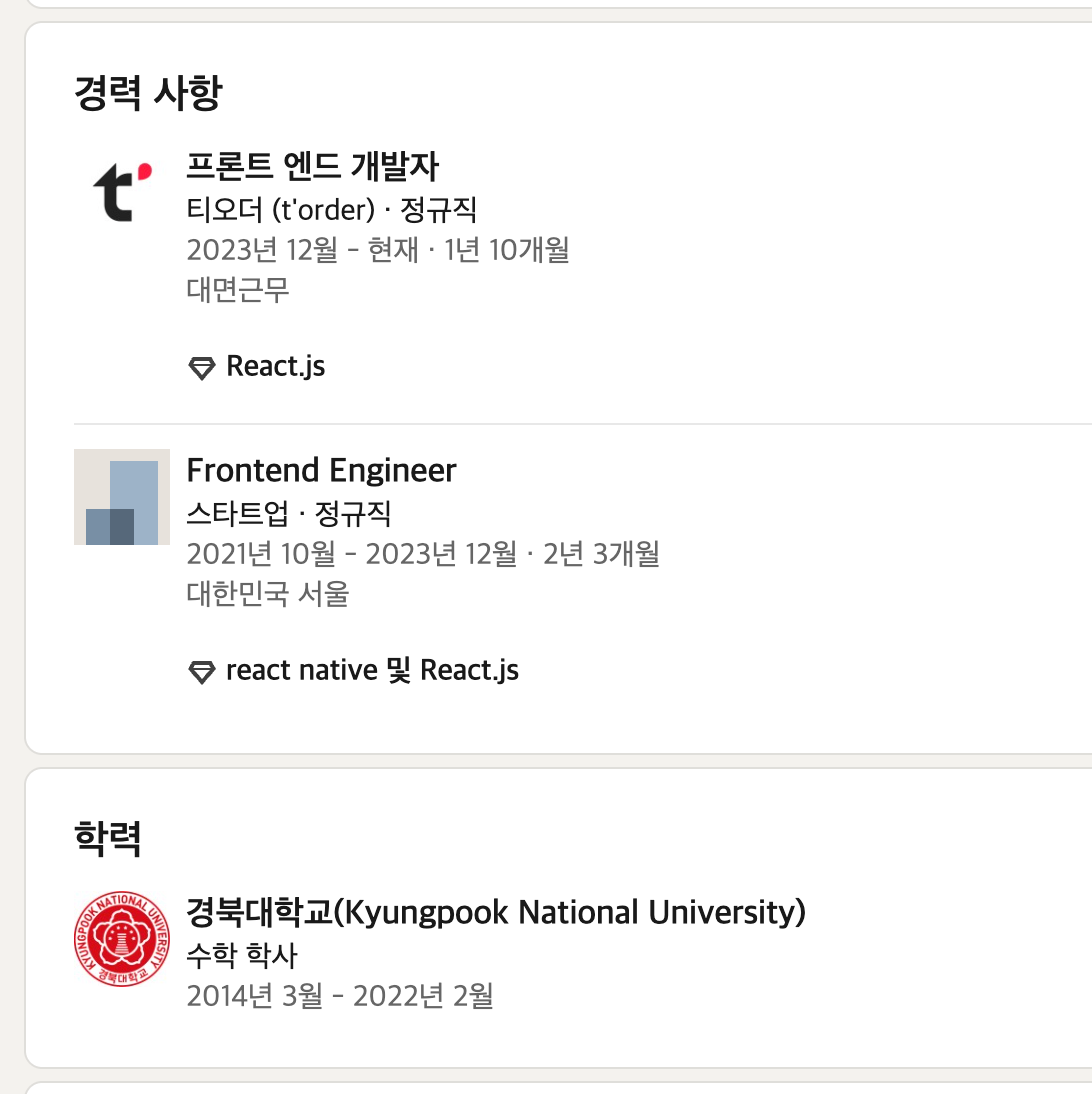 경력 사항
t'
프론트 엔드 개발자
티오더 (t'order) · 정규직
2023년 12월 - 현재 · 1년 10개월
대면근무
React.js
Frontend Engineer
스타트업 · 정규직
2021년 10월 - 2023년 12월 · 2년 3개월
대한민국 서울
react native 및 React.js
학력
KYUNGPOOK NATIONAL UNIVERSITY
경북대학교
경북대학교(Kyungpook National University)
수학 학사
2014년 3월 - 2022년 2월